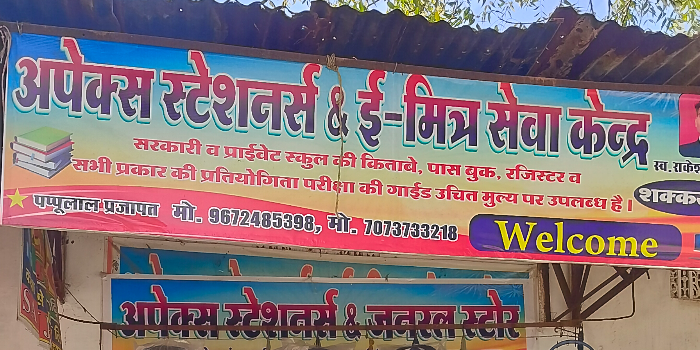 अपेक्स स्टेशनर्स & ई-मित्र सेवा केन्द्र
सरकारी व प्राईवेट स्कुल की किताबे, पास बुक, रजिस्टर व
सभी प्रकार की प्रतियोगिता परीक्षा की गाईड उचित मुल्य पर उपलब्ध है।
स्व. राकेश
पप्पूलाल प्रजापत मो. 9672485398, मो. 7073733218
Welcome
अपेक्स स्टेशनर्स & जनरल स्टोर